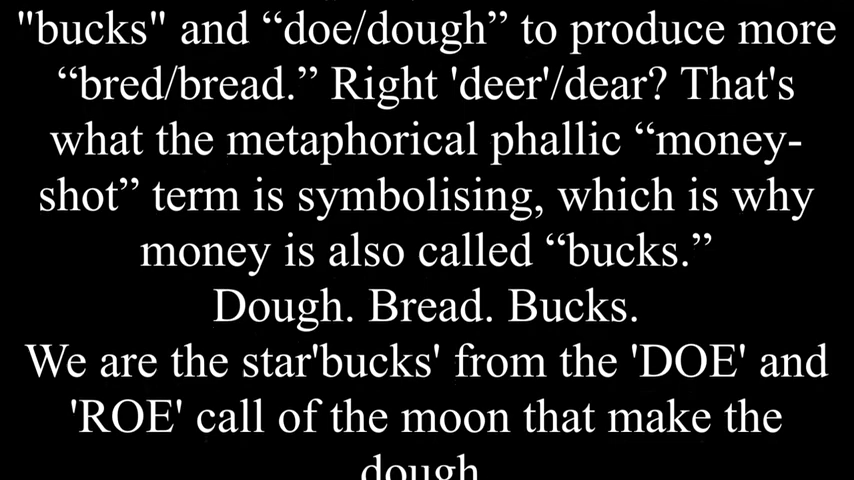 "bucks" and “doe/dough” to produce more
“bred/bread.” Right 'deer'/dear? That's
what the metaphorical phallic “money-
shot” term is symbolising, which is why
money is also called “bucks.”
Dough. Bread. Bucks.
We are the star'bucks' from the 'DOE' and
'ROE' call of the moon that make the
dough